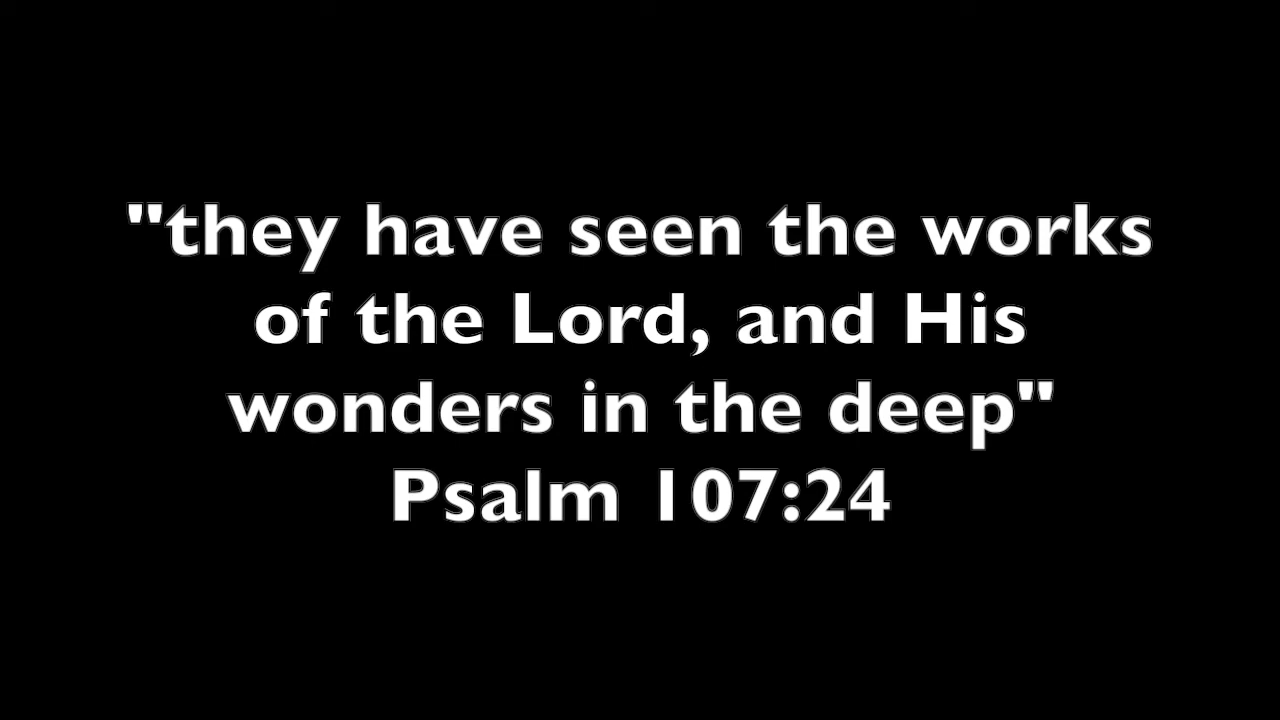 "they have seen the works
of the Lord, and His
wonders in the deep"
Psalm 107:24